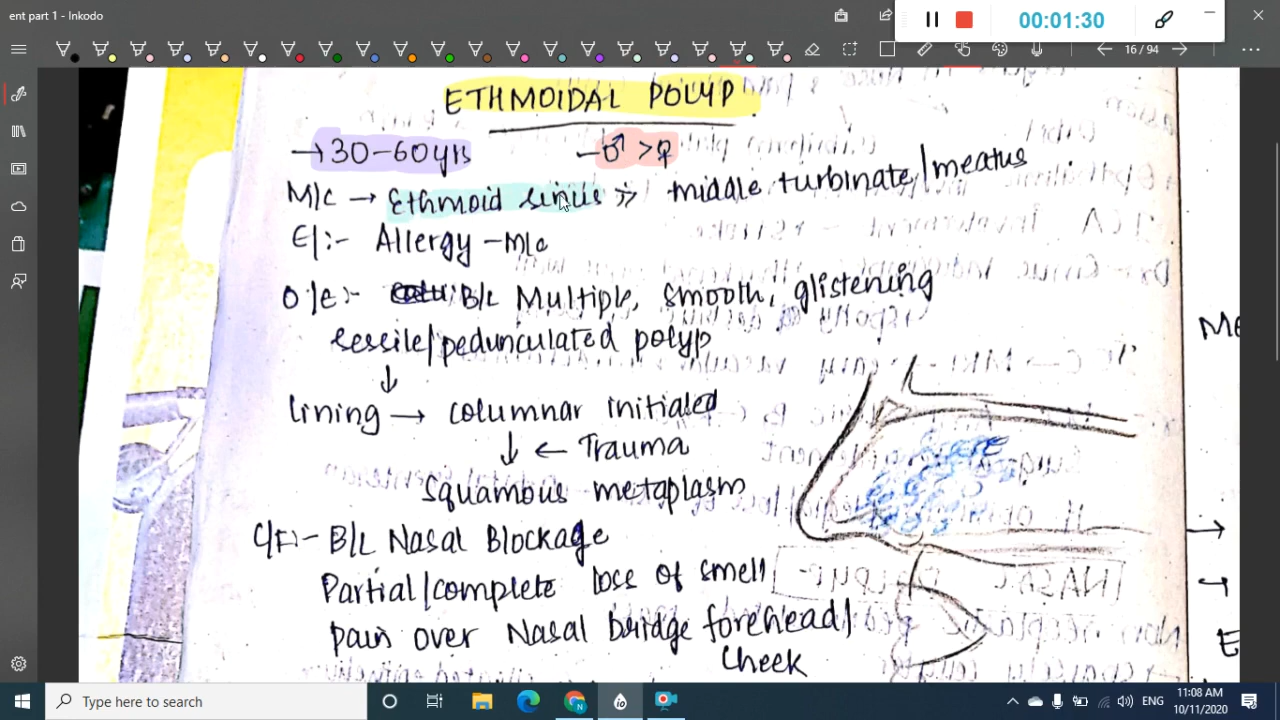 ent part 1 - Inkodo
00:01:30
16 / 94
ETHMOIDAL POLYP
→ 30-60yrs - ♂ > ♀
M/C → Ethmoid sinus >> middle turbinate/meatus
E/:- Allergy - M/c
O/E:- B/L Multiple, smooth, glistening
sessile/pedunculated polyp
↓
lining → columnar initialed
↓ ← Trauma
Squamous metaplasm
C/F:- B/L Nasal Blockage
Partial/complete loss of smell
pain over Nasal bridge forehead/
Cheek
Me
→
E
Type here to search
ENG
11:08 AM
10/11/2020